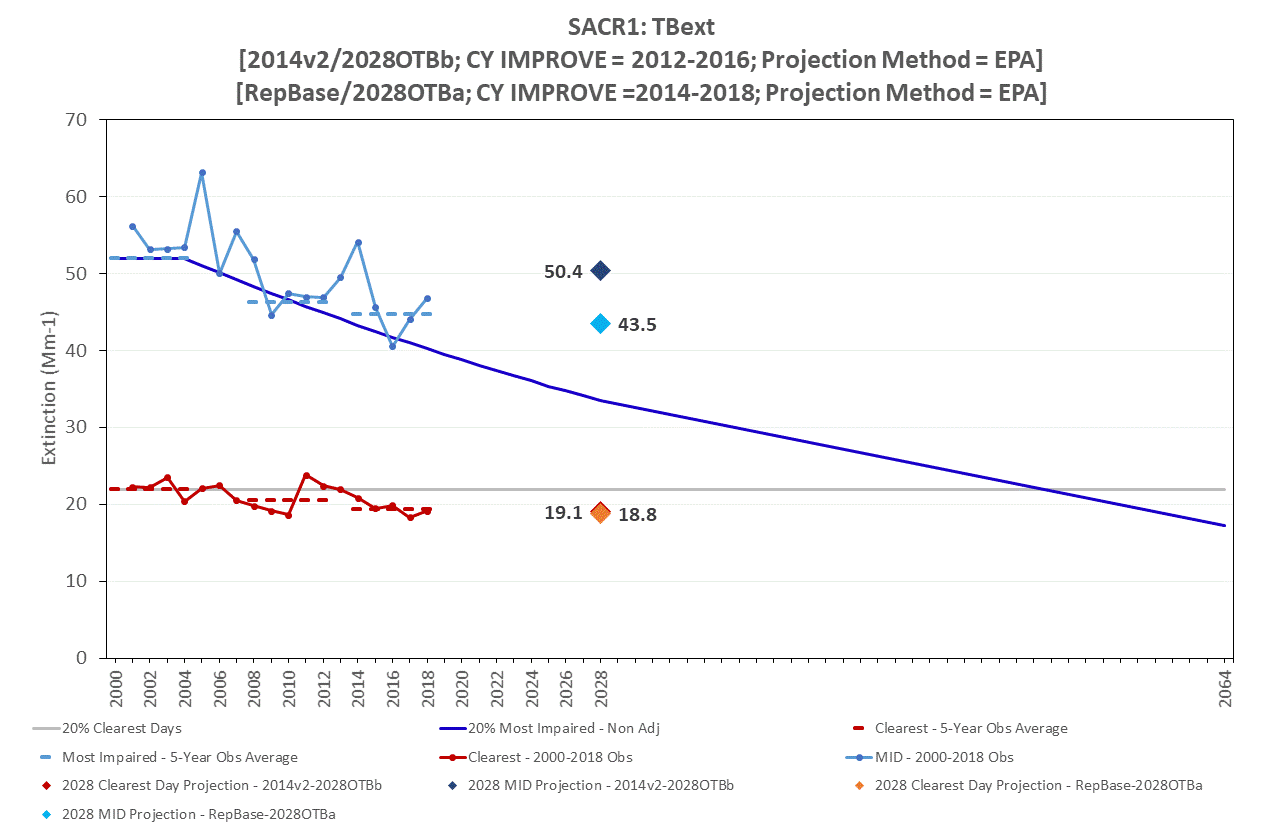 SACR1: TBext
[2014v2/2028OTBb; CY IMPROVE = 2012-2016; Projection Method = EPA]
[RepBase/2028OTBa; CY IMPROVE =2014-2018; Projection Method = EPA]
Extinction (Mm-1)
70
60
50
40
30
20
10
0
50.4
43.5
19.1
18.8
2000
2002
2004
2006
2008
2010
2012
2014
2016
2018
2020
2022
2024
2026
2028
2064
20% Clearest Days
20% Most Impaired - Non Adj
Clearest - 5-Year Obs Average
Most Impaired - 5-Year Obs Average
Clearest - 2000-2018 Obs
MID - 2000-2018 Obs
2028 Clearest Day Projection - 2014v2-2028OTBb
2028 MID Projection - 2014v2-2028OTBb
2028 Clearest Day Projection - RepBase-2028OTBa
2028 MID Projection - RepBase-2028OTBa